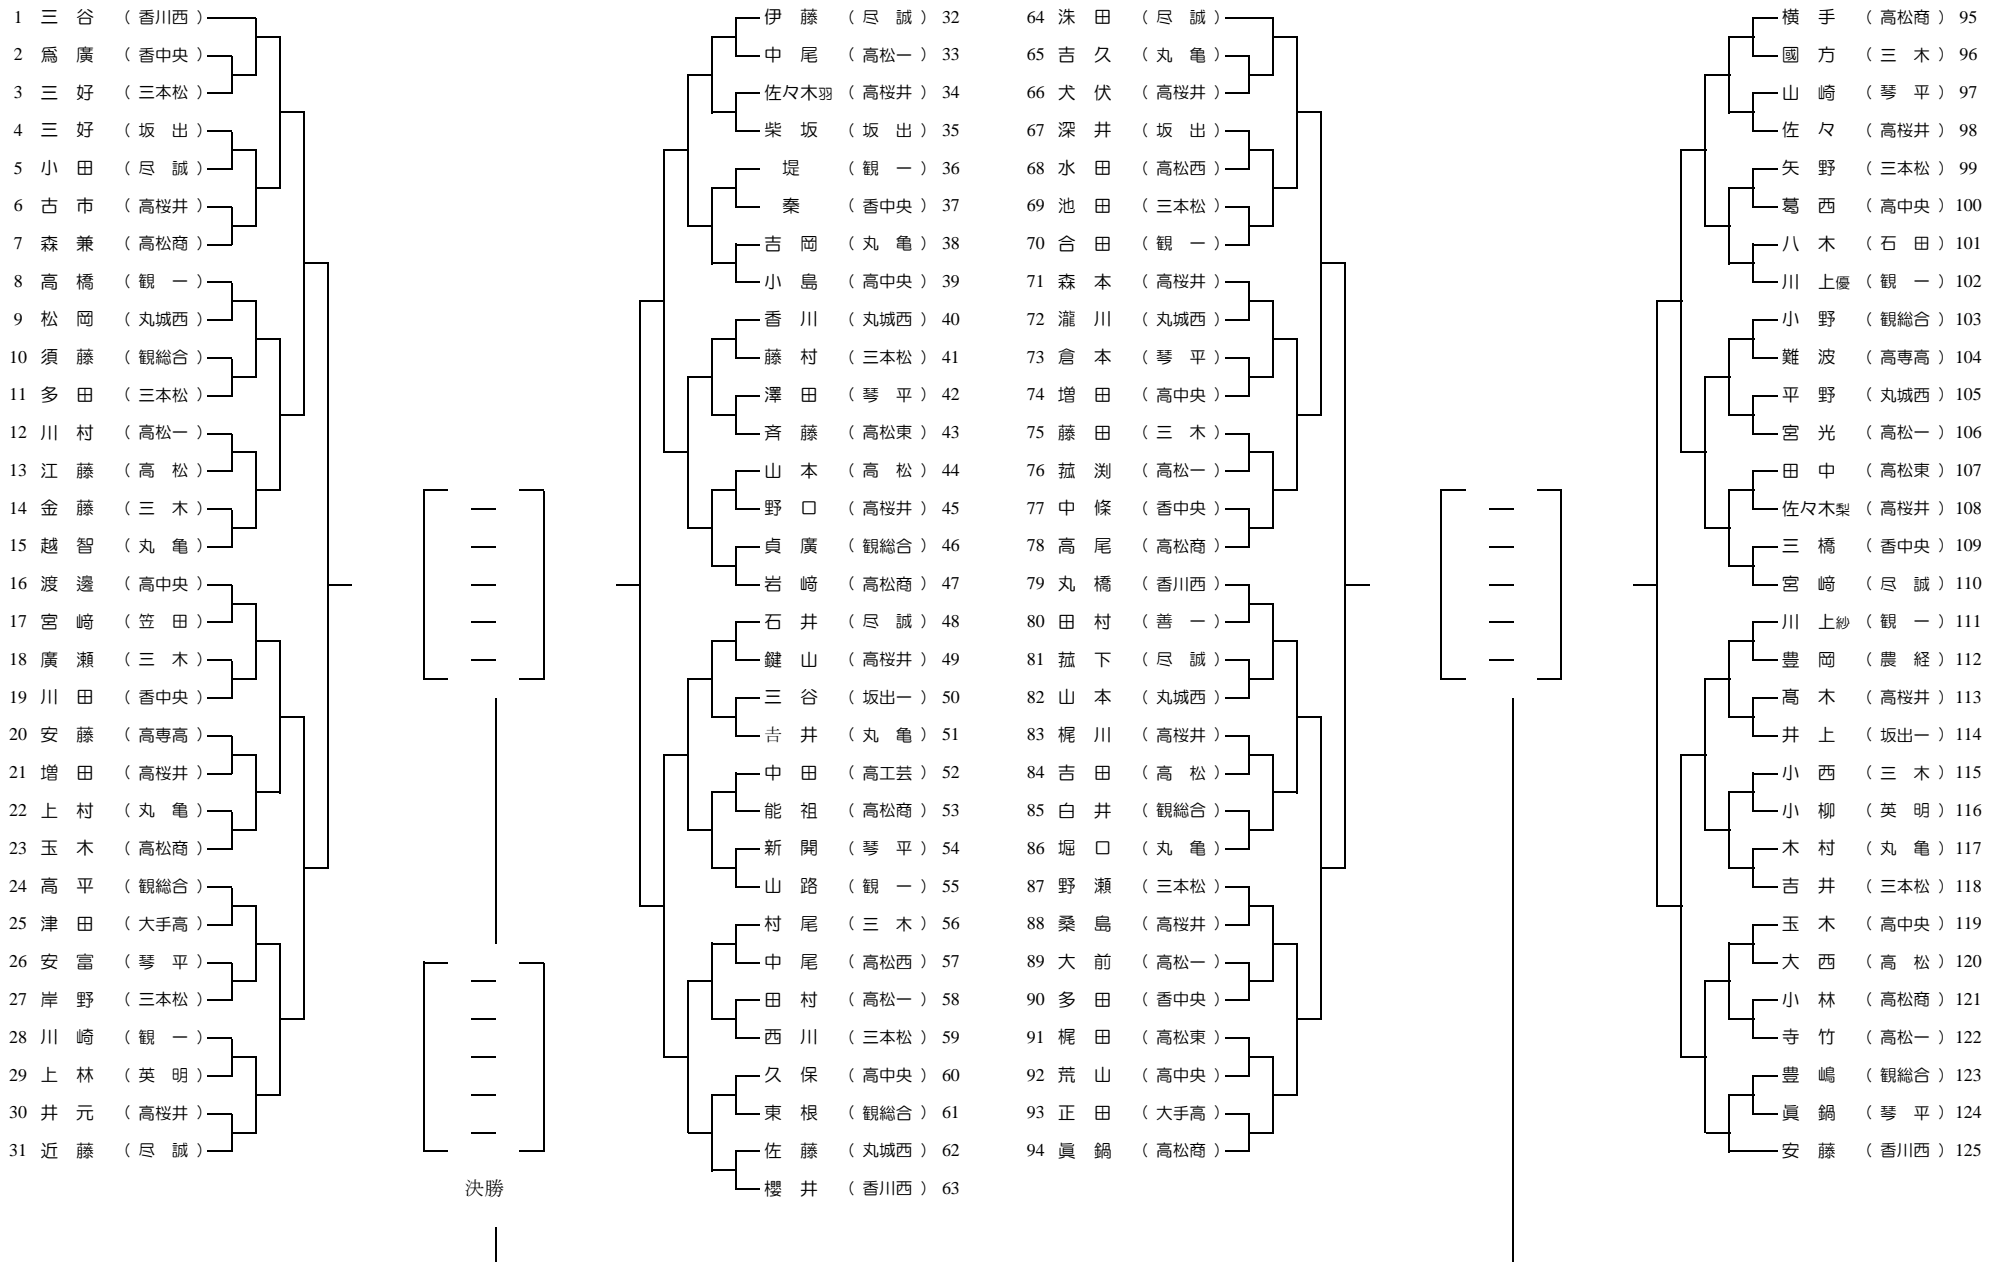 1 三 谷 （ 香川西 ）
2 爲 廣 （ 香中央 ）
3 三 好 （ 三本松 ）
4 三 好 （ 坂 出 ）
5 小 田 （ 尽 誠 ）
6 古 市 （ 高桜井 ）
7 森 兼 （ 高松商 ）
8 高 橋 （ 観 一 ）
9 松 岡 （ 丸城西 ）
10 須 藤 （ 観総合 ）
11 多 田 （ 三本松 ）
12 川 村 （ 高松一 ）
13 江 藤 （ 高 松 ）
14 金 藤 （ 三 木 ）
15 越 智 （ 丸 亀 ）
16 渡 邊 （ 高中央 ）
17 宮 﨑 （ 笠 田 ）
18 廣 瀬 （ 三 木 ）
19 川 田 （ 香中央 ）
20 安 藤 （ 高専高 ）
21 増 田 （ 高桜井 ）
22 上 村 （ 丸 亀 ）
23 玉 木 （ 高松商 ）
24 高 平 （ 観総合 ）
25 津 田 （ 大手高 ）
26 安 富 （ 琴 平 ）
27 岸 野 （ 三本松 ）
28 川 崎 （ 観 一 ）
29 上 林 （ 英 明 ）
30 井 元 （ 高桜井 ）
31 近 藤 （ 尽 誠 ）
決勝
伊 藤 （ 尽 誠 ） 32
中 尾 （ 高松一 ） 33
佐々木羽 （ 高桜井 ） 34
柴 坂 （ 坂 出 ） 35
堤 （ 観 一 ） 36
秦 （ 香中央 ） 37
吉 岡 （ 丸 亀 ） 38
小 島 （ 高中央 ） 39
香 川 （ 丸城西 ） 40
藤 村 （ 三本松 ） 41
澤 田 （ 琴 平 ） 42
斉 藤 （ 高松東 ） 43
山 本 （ 高 松 ） 44
野 口 （ 高桜井 ） 45
貞 廣 （ 観総合 ） 46
岩 﨑 （ 高松商 ） 47
石 井 （ 尽 誠 ） 48
鍵 山 （ 高桜井 ） 49
三 谷 （ 坂出一 ） 50
𠮷 井 （ 丸 亀 ） 51
中 田 （ 高工芸 ） 52
能 祖 （ 高松商 ） 53
新 開 （ 琴 平 ） 54
山 路 （ 観 一 ） 55
村 尾 （ 三 木 ） 56
中 尾 （ 高松西 ） 57
田 村 （ 高松一 ） 58
西 川 （ 三本松 ） 59
久 保 （ 高中央 ） 60
東 根 （ 観総合 ） 61
佐 藤 （ 丸城西 ） 62
櫻 井 （ 香川西 ） 63
64 洙 田 （ 尽 誠 ）
65 吉 久 （ 丸 亀 ）
66 犬 伏 （ 高桜井 ）
67 深 井 （ 坂 出 ）
68 水 田 （ 高松西 ）
69 池 田 （ 三本松 ）
70 合 田 （ 観 一 ）
71 森 本 （ 高桜井 ）
72 瀧 川 （ 丸城西 ）
73 倉 本 （ 琴 平 ）
74 増 田 （ 高中央 ）
75 藤 田 （ 三 木 ）
76 菰 渕 （ 高松一 ）
77 中 條 （ 香中央 ）
78 高 尾 （ 高松商 ）
79 丸 橋 （ 香川西 ）
80 田 村 （ 善 一 ）
81 菰 下 （ 尽 誠 ）
82 山 本 （ 丸城西 ）
83 梶 川 （ 高桜井 ）
84 吉 田 （ 高 松 ）
85 白 井 （ 観総合 ）
86 堀 口 （ 丸 亀 ）
87 野 瀬 （ 三本松 ）
88 桑 島 （ 高桜井 ）
89 大 前 （ 高松一 ）
90 多 田 （ 香中央 ）
91 梶 田 （ 高松東 ）
92 荒 山 （ 高中央 ）
93 正 田 （ 大手高 ）
94 眞 鍋 （ 高松商 ）
横 手 （ 高松商 ） 95
國 方 （ 三 木 ） 96
山 崎 （ 琴 平 ） 97
佐 々 （ 高桜井 ） 98
矢 野 （ 三本松 ） 99
葛 西 （ 高中央 ） 100
八 木 （ 石 田 ） 101
川 上優 （ 観 一 ） 102
小 野 （ 観総合 ） 103
難 波 （ 高専高 ） 104
平 野 （ 丸城西 ） 105
宮 光 （ 高松一 ） 106
田 中 （ 高松東 ） 107
佐々木梨 （ 高桜井 ） 108
三 橋 （ 香中央 ） 109
宮 﨑 （ 尽 誠 ） 110
川 上紗 （ 観 一 ） 111
豊 岡 （ 農 経 ） 112
髙 木 （ 高桜井 ） 113
井 上 （ 坂出一 ） 114
小 西 （ 三 木 ） 115
小 柳 （ 英 明 ） 116
木 村 （ 丸 亀 ） 117
吉 井 （ 三本松 ） 118
玉 木 （ 高中央 ） 119
大 西 （ 高 松 ） 120
小 林 （ 高松商 ） 121
寺 竹 （ 高松一 ） 122
豊 嶋 （ 観総合 ） 123
眞 鍋 （ 琴 平 ） 124
安 藤 （ 香川西 ） 125